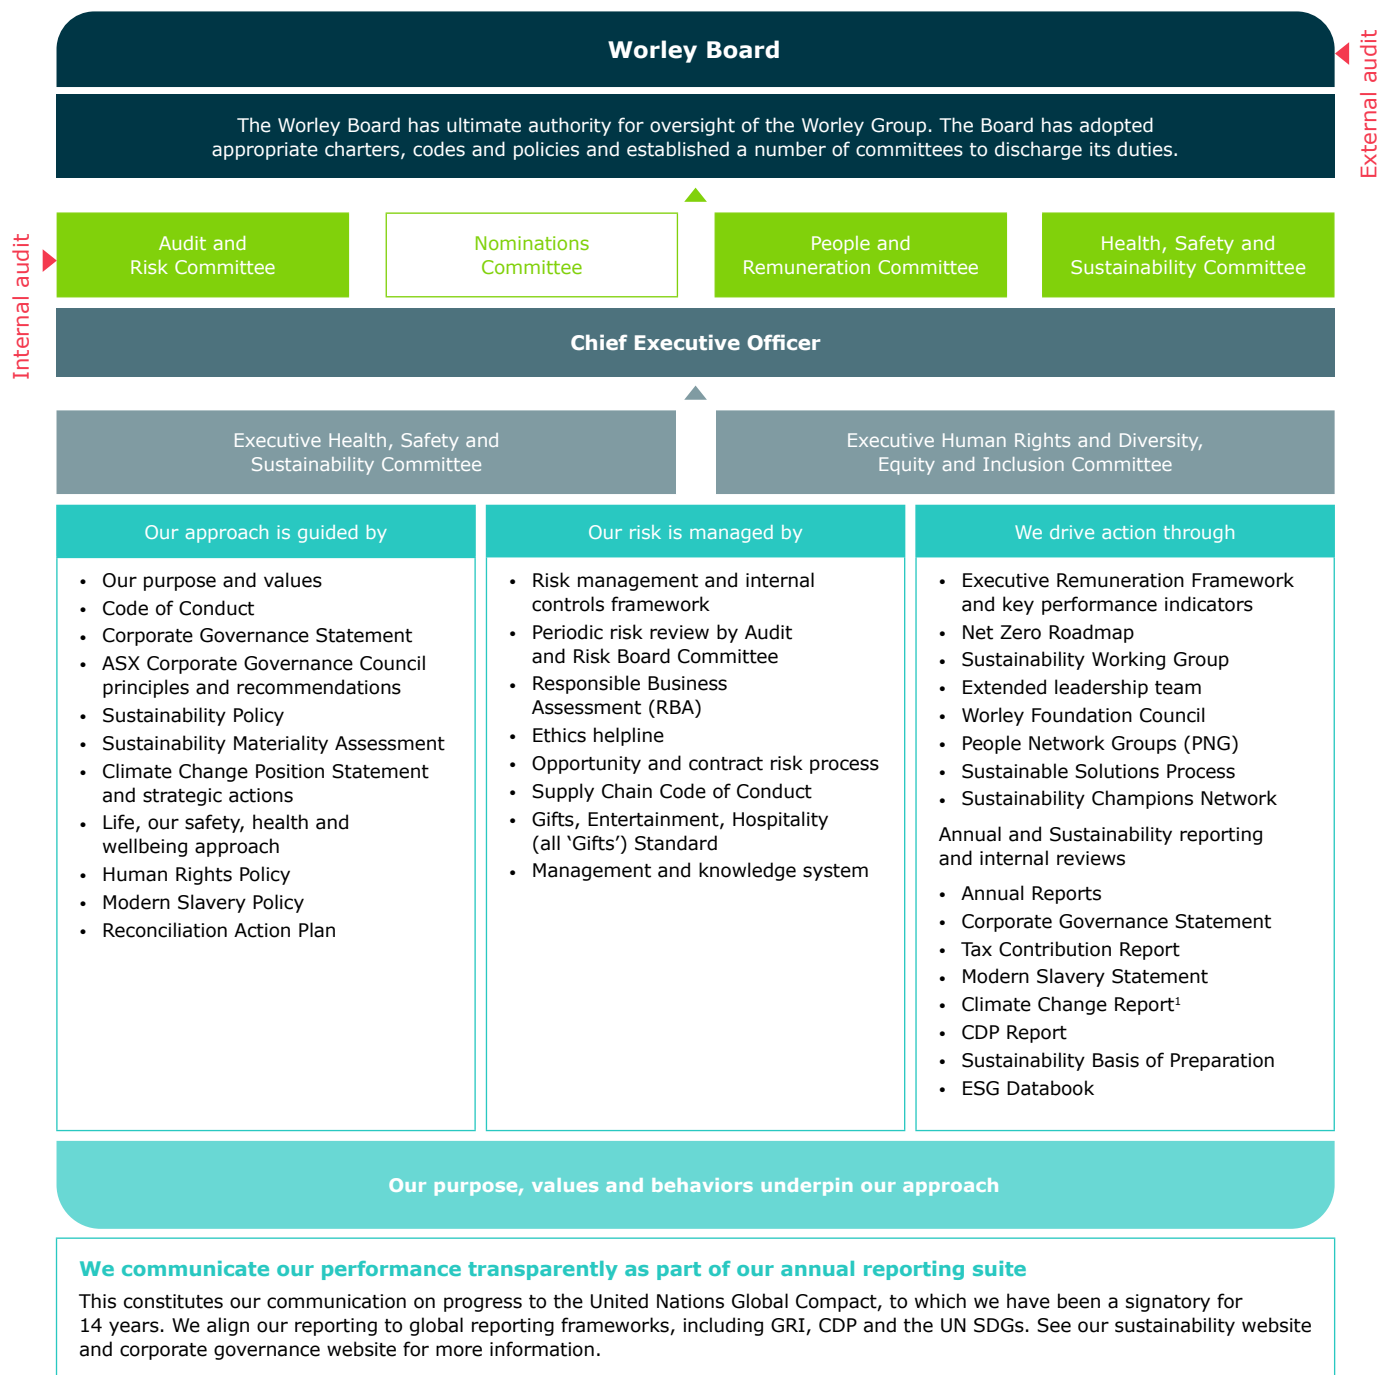 Worley Board
External audit
The Worley Board has ultimate authority for oversight of the Worley Group. The Board has adopted
appropriate charters, codes and policies and established a number of committees to discharge its duties.
Internal audit
Audit and
Risk Committee
Nominations
Committee
People and
Remuneration Committee
Health, Safety and
Sustainability Committee
Chief Executive Officer
Executive Health, Safety and
Sustainability Committee
Executive Human Rights and Diversity,
Equity and Inclusion Committee
Our approach is guided by
• Our purpose and values
• Code of Conduct
• Corporate Governance Statement
• ASX Corporate Governance Council
principles and recommendations
• Sustainability Policy
• Sustainability Materiality Assessment
• Climate Change Position Statement
and strategic actions
• Life, our safety, health and
wellbeing approach
• Human Rights Policy
• Modern Slavery Policy
• Reconciliation Action Plan
Our risk is managed by
• Risk management and internal
controls framework
• Periodic risk review by Audit
and Risk Board Committee
• Responsible Business
Assessment (RBA)
• Ethics helpline
• Opportunity and contract risk process
• Supply Chain Code of Conduct
• Gifts, Entertainment, Hospitality
(all ‘Gifts’) Standard
• Management and knowledge system
We drive action through
• Executive Remuneration Framework
and key performance indicators
• Net Zero Roadmap
• Sustainability Working Group
• Extended leadership team
• Worley Foundation Council
• People Network Groups (PNG)
• Sustainable Solutions Process
• Sustainability Champions Network
Annual and Sustainability reporting
and internal reviews
• Annual Reports
• Corporate Governance Statement
• Tax Contribution Report
• Modern Slavery Statement
• Climate Change Report¹
• CDP Report
• Sustainability Basis of Preparation
• ESG Databook
Our purpose, values and behaviors underpin our approach
We communicate our performance transparently as part of our annual reporting suite
This constitutes our communication on progress to the United Nations Global Compact, to which we have been a signatory for
14 years. We align our reporting to global reporting frameworks, including GRI, CDP and the UN SDGs. See our sustainability website
and corporate governance website for more information.